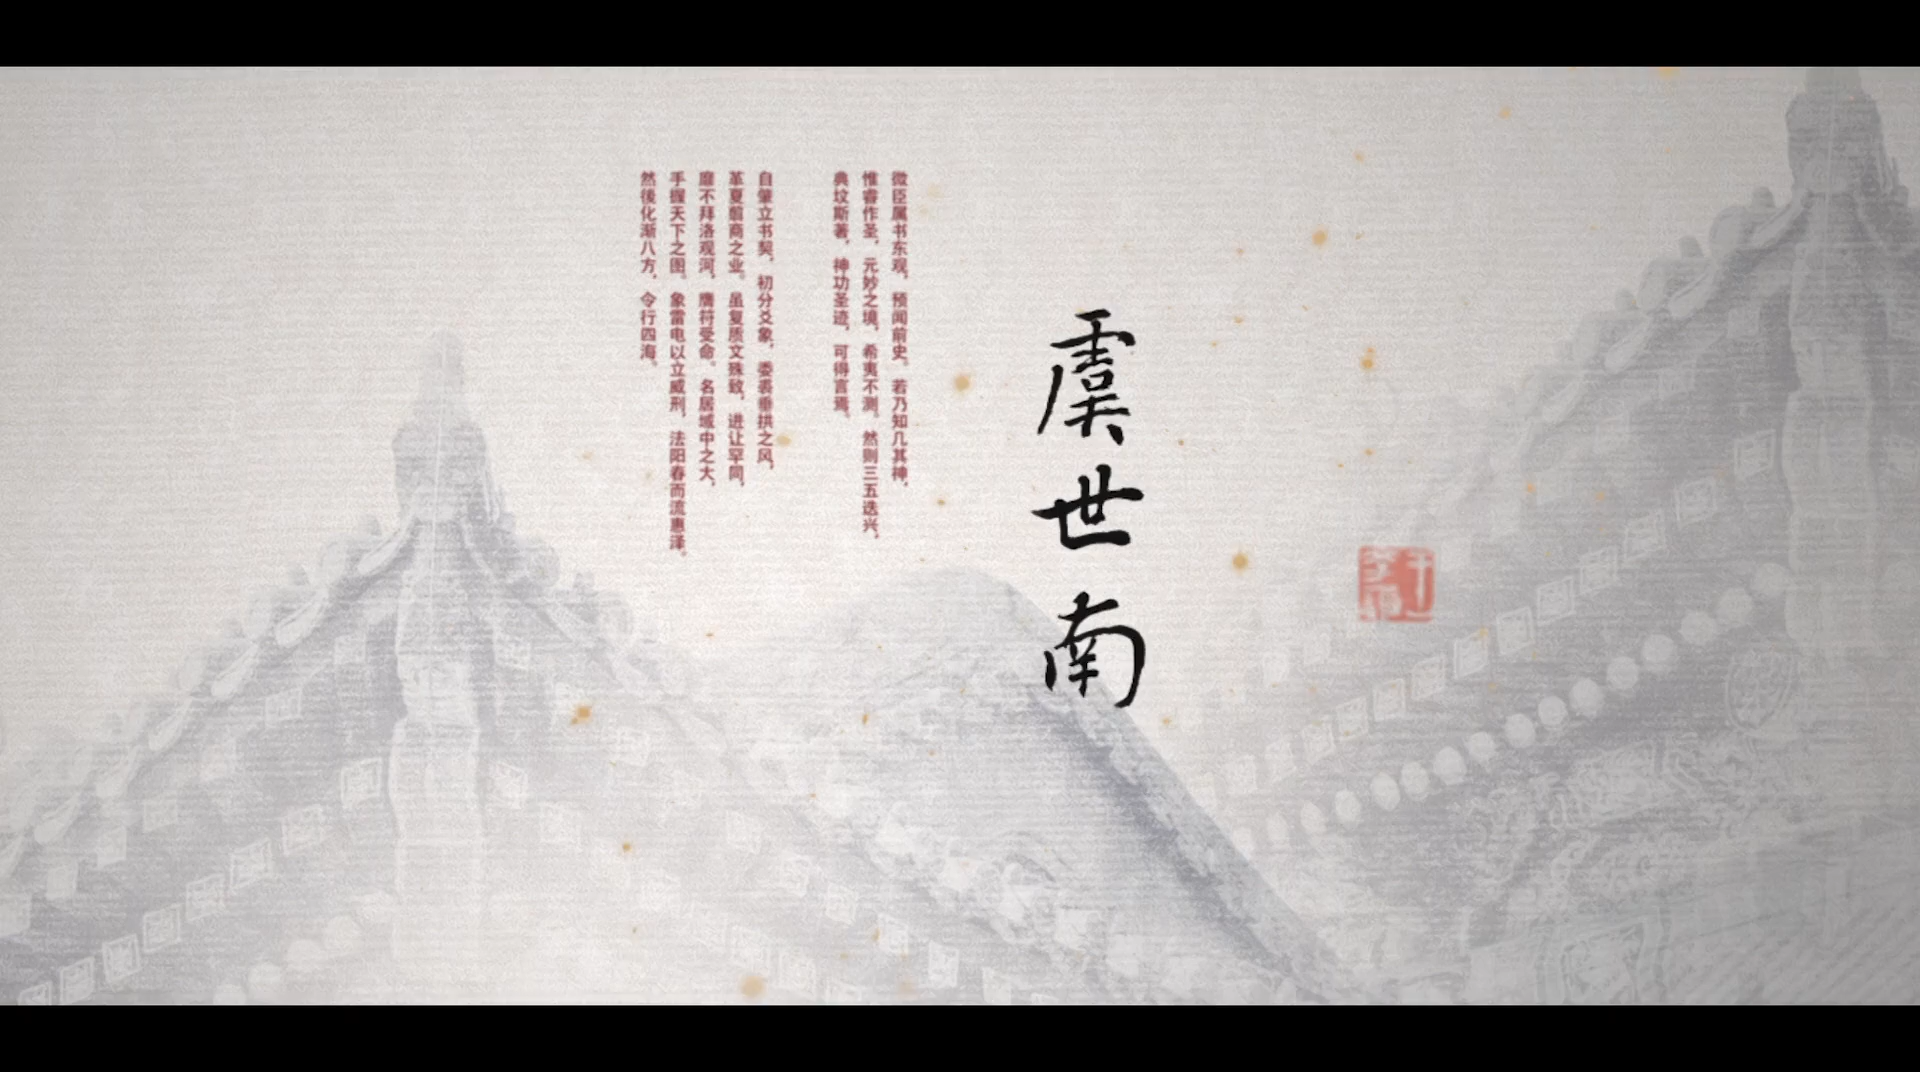 虞世南
微臣属书东观，预闻前史。若乃知几其神，
惟睿作圣，元妙之境，希夷不测。然则三五迭兴，
典坟斯著，神功圣迹，可得言焉。
自肇立书契，初分爻象，委裘垂拱之风，
革夏翦商之业。虽复质文殊致，进让罕同，
靡不拜洛观河，膺符受命。名居域中之大，
手握天下之图。象雷电以立威刑，法阳春而流惠泽。
然後化渐八方，令行四海。